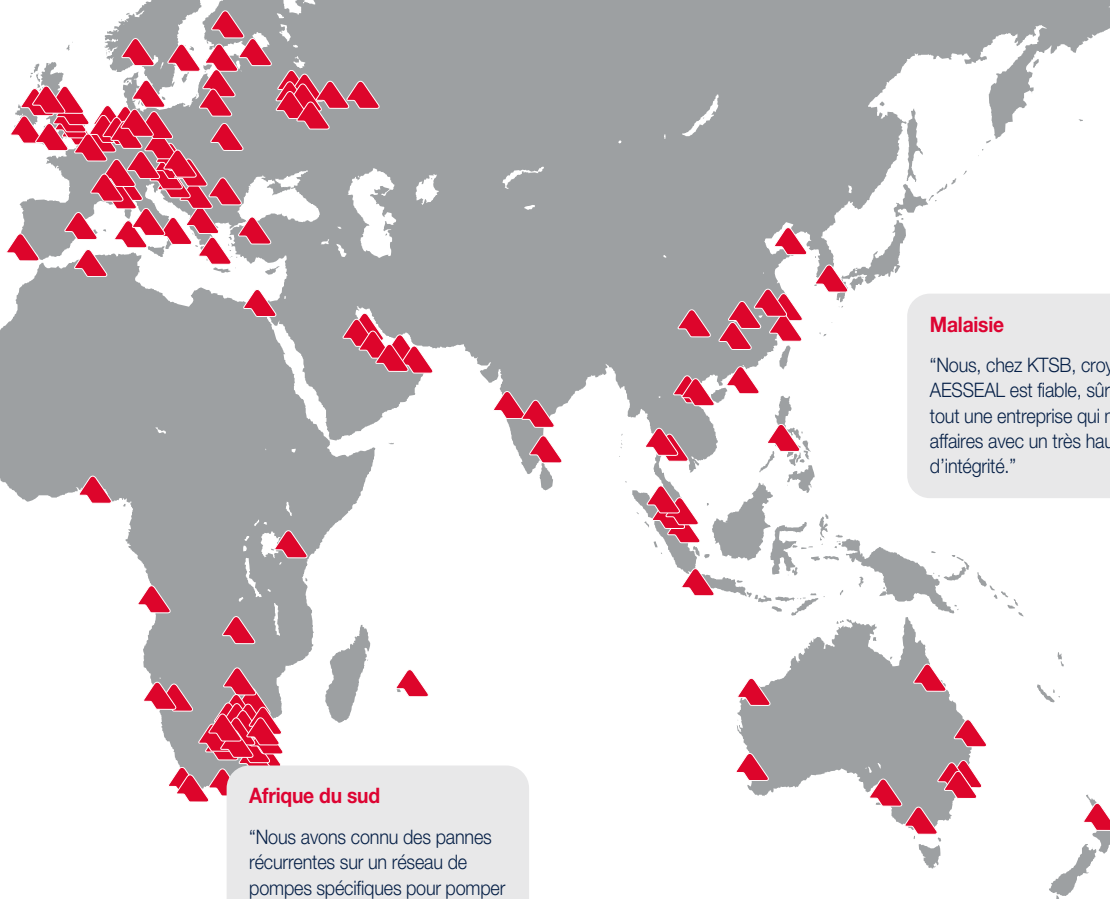 Malaisie
“Nous, chez KTSB, croy
AESSEAL est fiable, sûr
tout une entreprise qui
affaires avec un très hau
d’intégrité.”
Afrique du sud
“Nous avons connu des pannes
récurrentes sur un réseau de
pompes spécifiques pour pomper